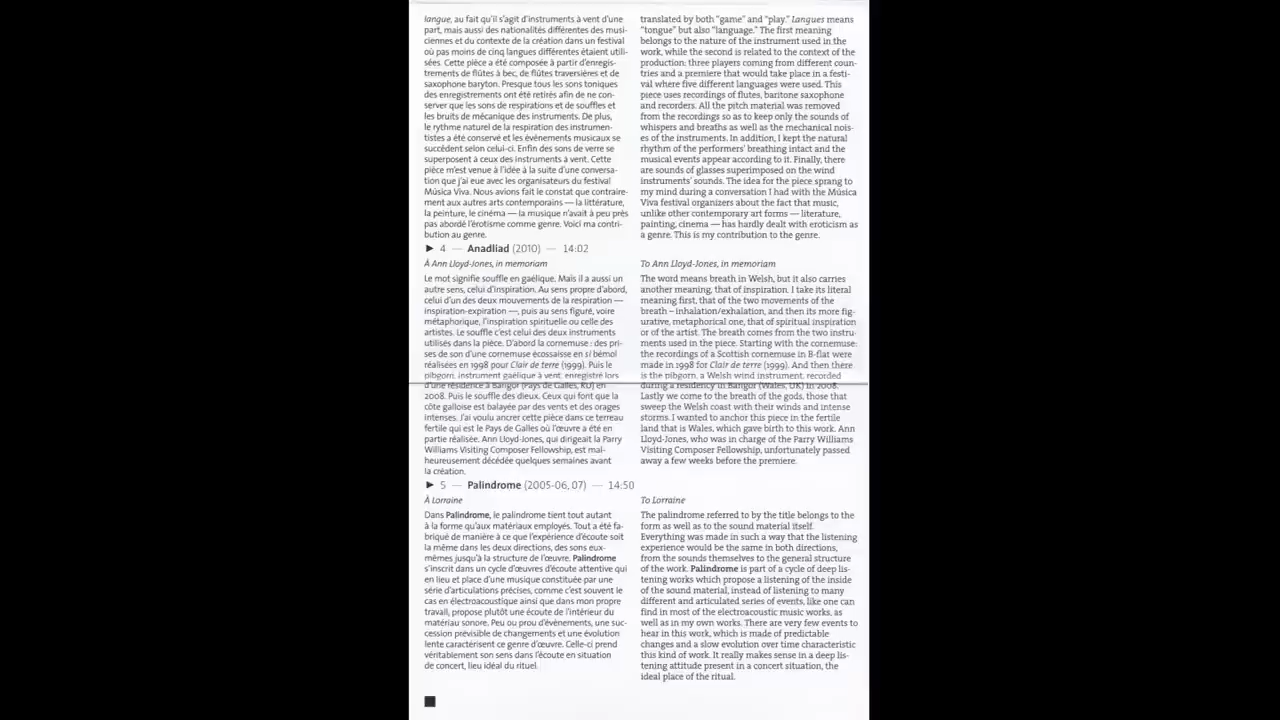 langue, au fait qu'il s'agit d'instruments à vent d'une
part, mais aussi des nationalités différentes des musi-
ciennes et du contexte de la création dans un festival
où pas moins de cinq langues différentes étaient utili-
sées. Cette pièce a été composée à partir d'enregis-
trements de flûtes à bec, de flûtes traversières et de
saxophone baryton. Presque tous les sons toniques
des enregistrements ont été retirés afin de ne con-
server que les sons de respirations et de souffles et
les bruits de mécanique des instruments. De plus,
le rythme naturel de la respiration des instrumen-
tistes a été conservé et les événements musicaux se
succèdent selon celui-ci. Enfin des sons de verre se
superposent à ceux des instruments à vent. Cette
pièce m'est venue à l'idée à la suite d'une conversa-
tion que j'ai eue avec les organisateurs du festival
Música Viva. Nous avions fait le constat que contraire-
ment aux autres arts contemporains — la littérature,
la peinture, le cinéma — la musique n'avait à peu près
pas abordé l'érotisme comme genre. Voici ma contri-
bution au genre.
translated by both “game” and “play.” Langues means
“tongue” but also “language.” The first meaning
belongs to the nature of the instrument used in the
work, while the second is related to the context of the
production: three players coming from different coun-
tries and a premiere that would take place in a festi-
val where five different languages were used. This
piece uses recordings of flutes, baritone saxophone
and recorders. All the pitch material was removed
from the recordings so as to keep only the sounds of
whispers and breaths as well as the mechanical nois-
es of the instruments. In addition, I kept the natural
rhythm of the performers' breathing intact and the
musical events appear according to it. Finally, there
are sounds of glasses superimposed on the wind
instruments' sounds. The idea for the piece sprang to
my mind during a conversation I had with the Música
Viva festival organizers about the fact that music,
unlike other contemporary art forms — literature,
painting, cinema — has hardly dealt with eroticism as
a genre. This is my contribution to the genre.
► 4 — Anadliad (2010) — 14:02
À Ann Lloyd-Jones, in memoriam
Le mot signifie souffle en gaélique. Mais il a aussi un
autre sens, celui d'inspiration. Au sens propre d'abord,
celui d'un des deux mouvements de la respiration —
inspiration-expiration —, puis au sens figuré, voire
métaphorique, l'inspiration spirituelle ou celle des
artistes. Le souffle c'est celui des deux instruments
utilisés dans la pièce. D'abord la cornemuse : des pri-
ses de son d'une cornemuse écossaise en si bémol
réalisées en 1998 pour Clair de terre (1999). Puis le
pibgorn, instrument gaélique à vent, enregistré lors
d'une résidence à Bangor (Pays de Galles, RU) en
2008. Puis le souffle des dieux. Ceux qui font que la
côte galloise est balayée par des vents et des orages
intenses. J'ai voulu ancrer cette pièce dans ce terreau
fertile qui est le Pays de Galles où l'œuvre a été en
partie réalisée. Ann Lloyd-Jones, qui dirigeait la Parry
Williams Visiting Composer Fellowship, est mal-
heureusement décédée quelques semaines avant
la création.
To Ann Lloyd-Jones, in memoriam
The word means breath in Welsh, but it also carries
another meaning, that of inspiration. I take its literal
meaning first, that of the two movements of the
breath – inhalation/exhalation, and then its more fig-
urative, metaphorical one, that of spiritual inspiration
or of the artist. The breath comes from the two instru-
ments used in the piece. Starting with the cornemuse:
the recordings of a Scottish cornemuse in B-flat were
made in 1998 for Clair de terre (1999). And then there
is the pibgorn, a Welsh wind instrument, recorded
during a residency in Bangor (Wales, UK) in 2008.
Lastly we come to the breath of the gods, those that
sweep the Welsh coast with their winds and intense
storms. I wanted to anchor this piece in the fertile
land that is Wales, which gave birth to this work. Ann
Lloyd-Jones, who was in charge of the Parry Williams
Visiting Composer Fellowship, unfortunately passed
away a few weeks before the premiere.
► 5 — Palindrome (2005-06, 07) — 14:50
À Lorraine
Dans Palindrome, le palindrome tient tout autant
à la forme qu'aux matériaux employés. Tout a été fa-
briqué de manière à ce que l'expérience d'écoute soit
la même dans les deux directions, des sons eux-
mêmes jusqu'à la structure de l'œuvre. Palindrome
s'inscrit dans un cycle d'œuvres d'écoute attentive qui
en lieu et place d'une musique constituée par une
série d'articulations précises, comme c'est souvent le
cas en électroacoustique ainsi que dans mon propre
travail, propose plutôt une écoute de l'intérieur du
matériau sonore. Peu ou prou d'événements, une suc-
cession prévisible de changements et une évolution
lente caractérisent ce genre d'œuvre. Celle-ci prend
véritablement son sens dans l'écoute en situation
de concert, lieu idéal du rituel.
To Lorraine
The palindrome referred to by the title belongs to the
form as well as to the sound material itself.
Everything was made in such a way that the listening
experience would be the same in both directions,
from the sounds themselves to the general structure
of the work. Palindrome is part of a cycle of deep lis-
tening works which propose a listening of the inside
of the sound material, instead of listening to many
different and articulated series of events, like one can
find in most of the electroacoustic music works, as
well as in my own works. There are very few events to
hear in this work, which is made of predictable
changes and a slow evolution over time characteristic
this kind of work. It really makes sense in a deep lis-
tening attitude present in a concert situation, the
ideal place of the ritual.